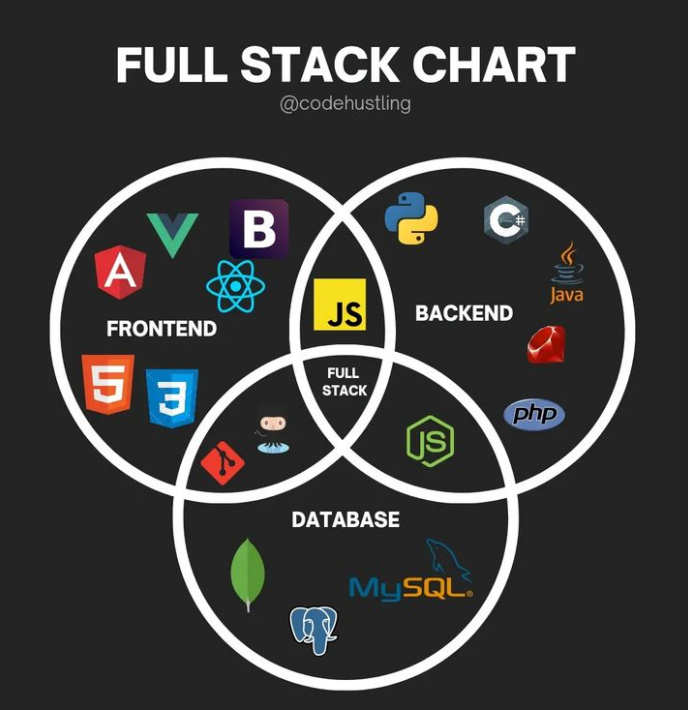 FULL STACK CHART
@codehustling
B
A
JS
C#
Java
FRONTEND
BACKEND
5
3
FULL
STACK
php
JS
DATABASE
MySQL®